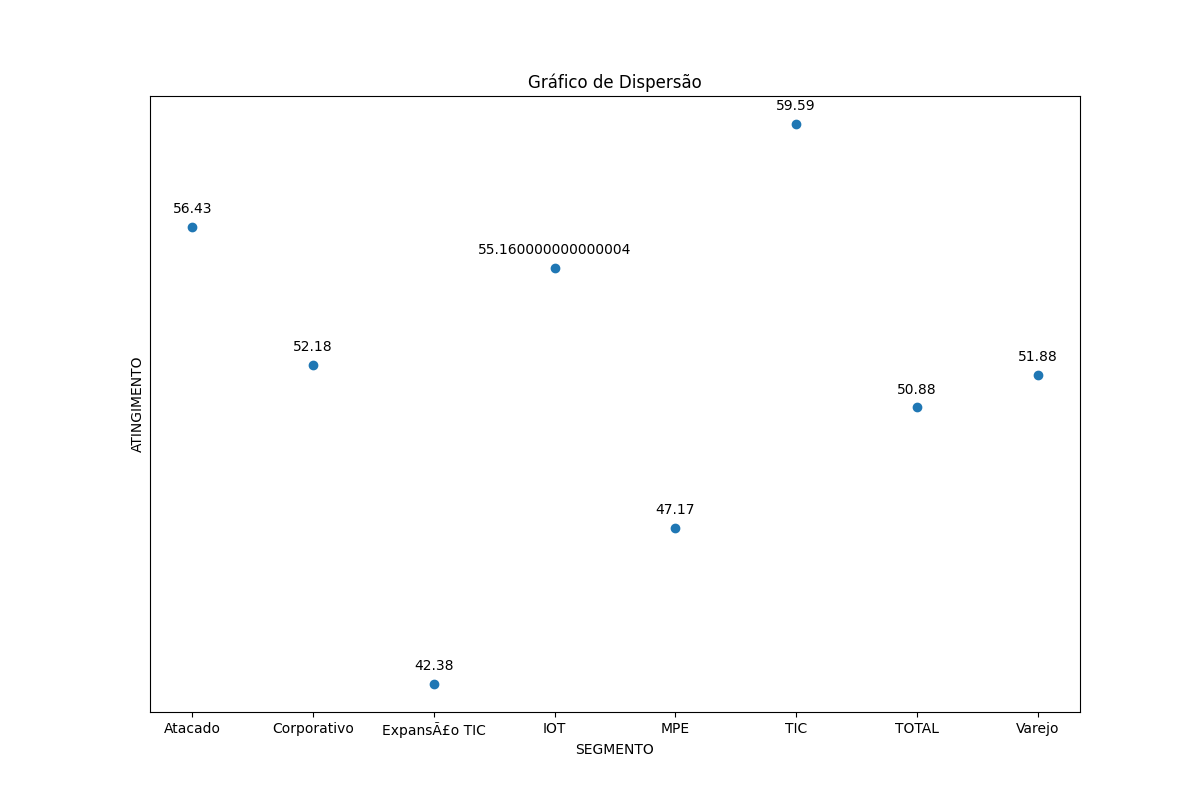 Gráfico de Dispersão
59.59
56.43
55.160000000000004
52.18
51.88
50.88
47.17
42.38
ATINGIMENTO
Atacado
Corporativo
ExpansÃ£o TIC
IOT
MPE
TIC
TOTAL
Varejo
SEGMENTO